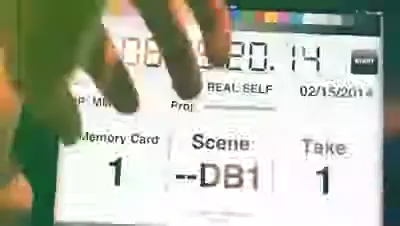 20.14
START
REAL SELF
02/15/2014
Memory Card Scene: Take
1 --DB1 1